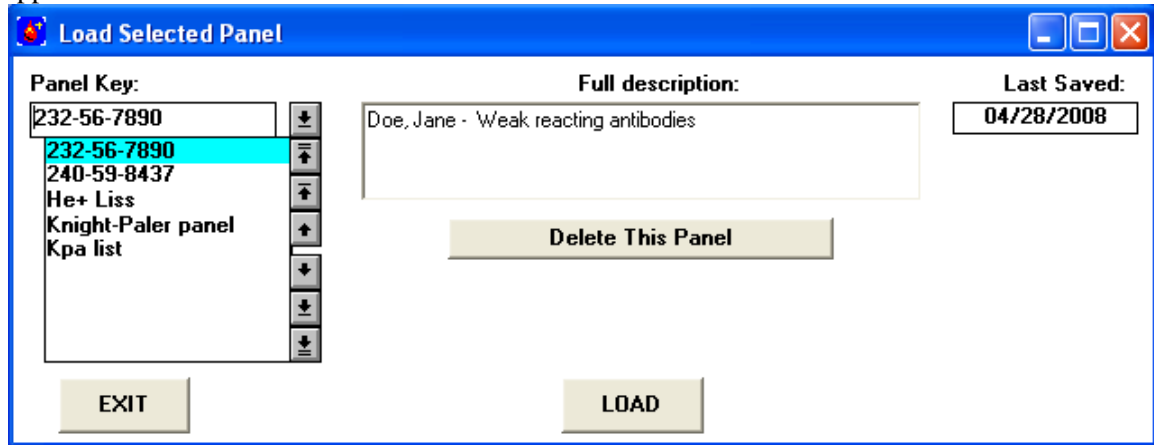 Load Selected Panel
Panel Key: Full description: Last Saved:
232-56-7890 Doe, Jane - Weak reacting antibodies 04/28/2008
232-56-7890
240-59-8437
He+ Liss
Knight-Paler panel
Kpa list
Delete This Panel
EXIT LOAD